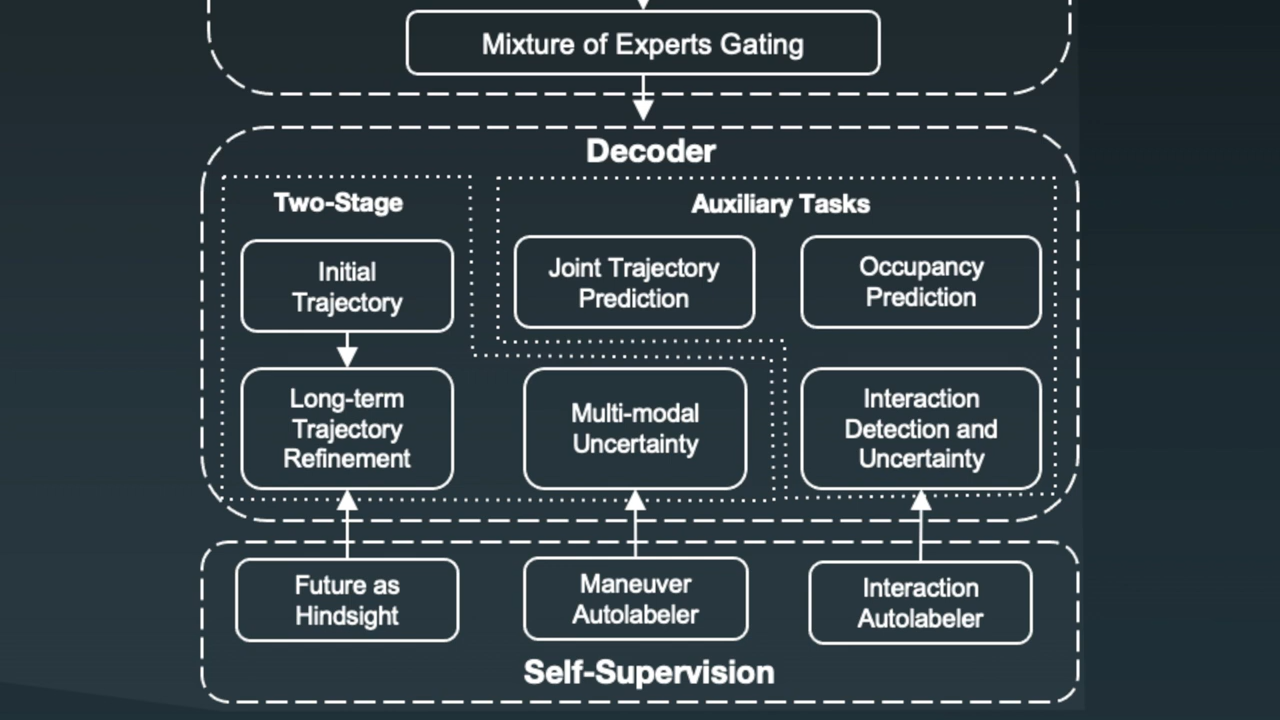 Mixture of Experts Gating
Decoder
Two-Stage
Auxiliary Tasks
Initial
Trajectory
Joint Trajectory
Prediction
Occupancy
Prediction
Long-term
Trajectory
Refinement
Multi-modal
Uncertainty
Interaction
Detection and
Uncertainty
Future as
Hindsight
Maneuver
Autolabeler
Interaction
Autolabeler
Self-Supervision